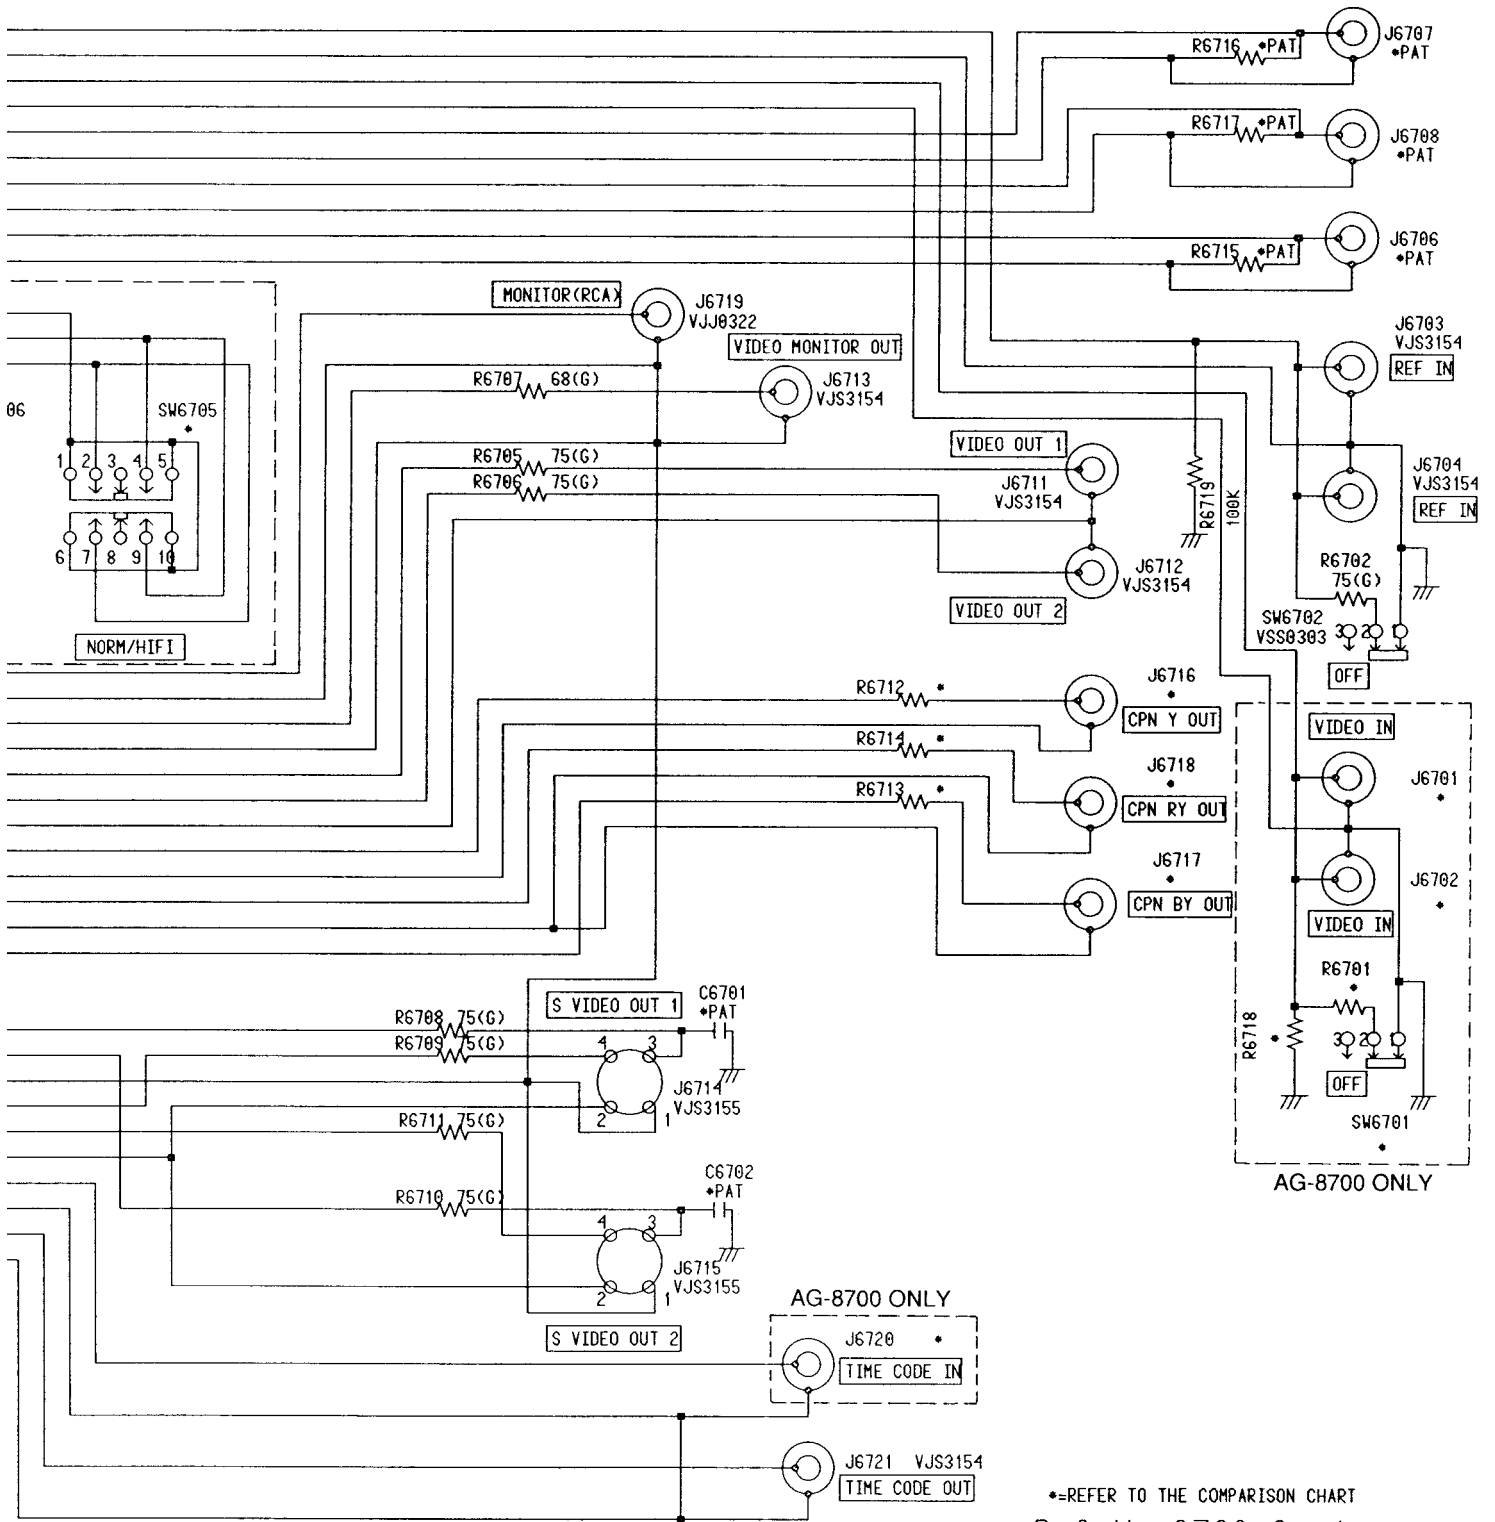 R6716 *PAT
J6707
*PAT
R6717 *PAT
J6708
*PAT
R6715 *PAT
J6706
*PAT
MONITOR(RCA)
J6719
VJJ0322
VIDEO MONITOR OUT
R6707 68(G)
J6713
VJS3154
J6703
VJS3154
REF IN
06
SW6705
*
1 2 3 4 5
6 7 8 9 10
NORM/HIFI
VIDEO OUT 1
R6705 75(G)
R6706 75(G)
J6711
VJS3154
R6719
100K
J6704
VJS3154
REF IN
J6712
VJS3154
VIDEO OUT 2
R6702
75(G)
SW6702
VSS0303
3 2 1
OFF
R6712 *
J6716
*
CPN Y OUT
R6714 *
J6718
*
CPN RY OUT
R6713 *
J6717
*
CPN BY OUT
VIDEO IN
J6701
*
J6702
*
VIDEO IN
R6701
*
R6718
*
3 2 1
OFF
SW6701
*
AG-8700 ONLY
S VIDEO OUT 1
C6701
*PAT
R6708 75(G)
R6709 75(G)
4 3
J6714
VJS3155
2 1
R6711 75(G)
C6702
*PAT
R6710 75(G)
4 3
J6715
VJS3155
2 1
S VIDEO OUT 2
AG-8700 ONLY
J6720 *
TIME CODE IN
J6721 VJS3154
TIME CODE OUT
*=REFER TO THE COMPARISON CHART